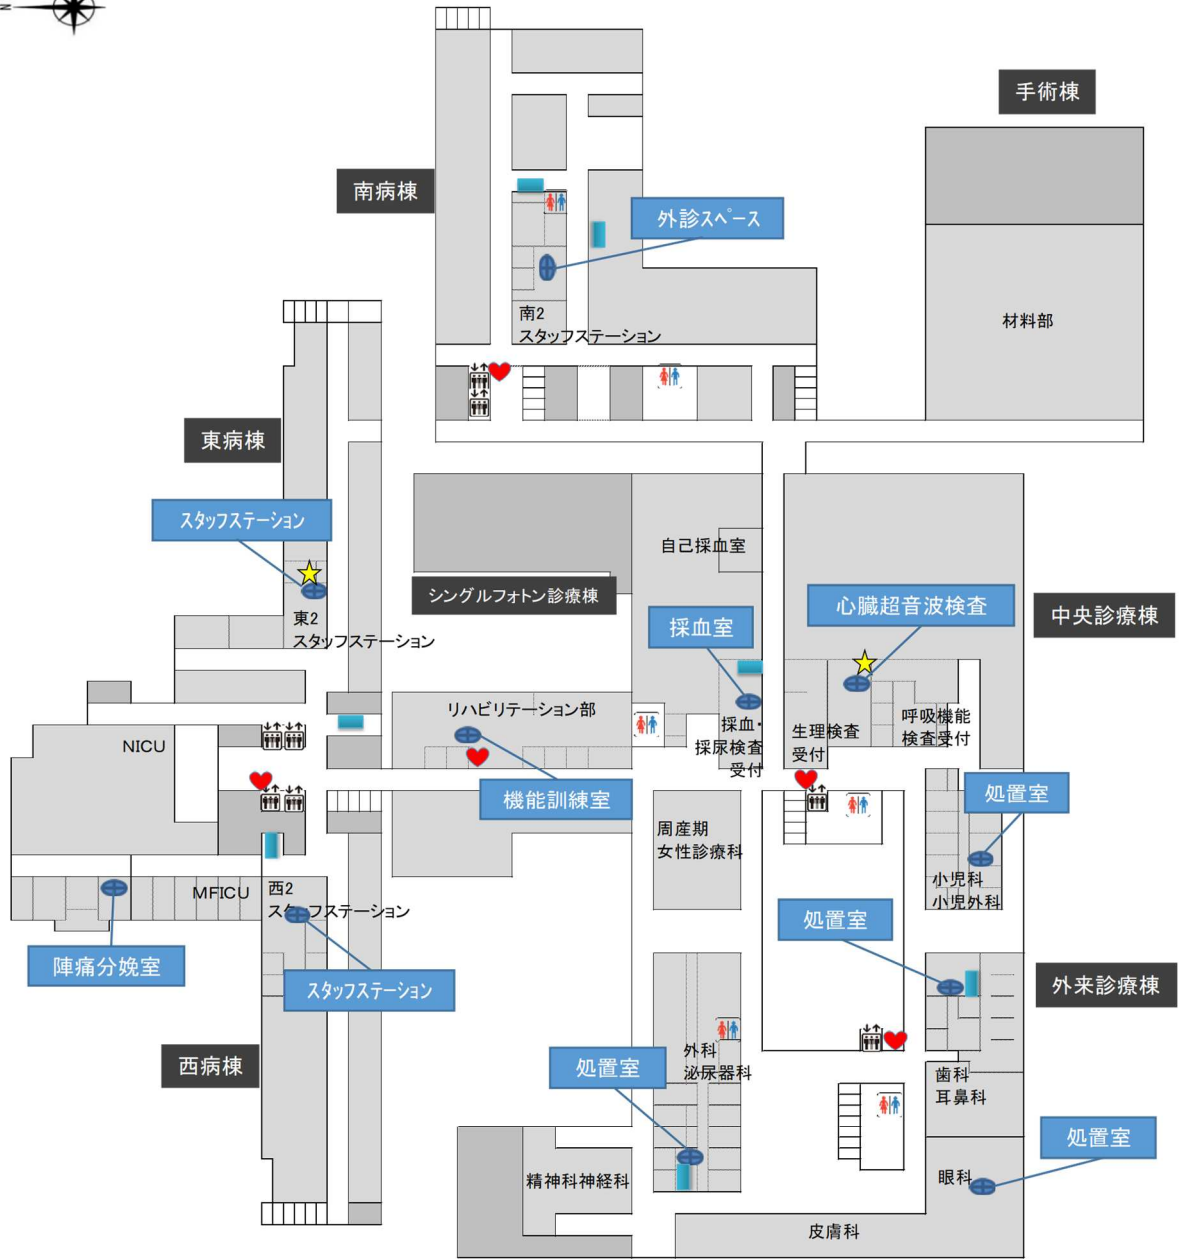 N
手術棟
南病棟
外診スペース
材料部
南2
スタッフステーション
東病棟
スタッフステーション
自己採血室
シングルフォトン診療棟
心臓超音波検査
採血室
中央診療棟
東2
スタッフステーション
リハビリテーション部
採血・
採尿検査
受付
生理検査
受付
呼吸機能
検査受付
NICU
機能訓練室
処置室
周産期
女性診療科
MFICU
西2
スタッフステーション
小児科
小児外科
処置室
陣痛分娩室
スタッフステーション
外来診療棟
西病棟
処置室
外科
泌尿器科
歯科
耳鼻科
処置室
眼科
精神科神経科
皮膚科